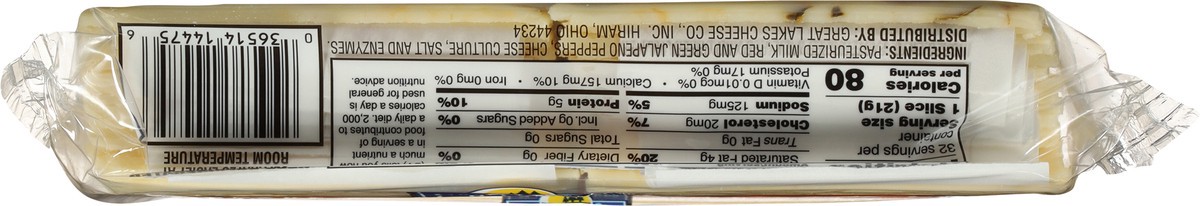 32 servings per
container
Serving size
1 Slice (21g)
Calories
per serving
80
Saturated Fat 4g 20%
Trans Fat 0g
Cholesterol 20mg 7%
Sodium 125mg 5%
Dietary Fiber 0g 0%
Total Sugars 0g
Incl. 0g Added Sugars 0%
Protein 5g 10%
Vitamin D 0.01mcg 0% • Calcium 157mg 10% • Iron 0mg 0%
Potassium 17mg 0%
much a nutrient
in a serving of
food contributes to
a daily diet. 2,000
calories a day is
used for general
nutrition advice.
INGREDIENTS: PASTEURIZED MILK, RED AND GREEN JALAPENO PEPPERS, CHEESE CULTURE, SALT AND ENZYMES.
DISTRIBUTED BY: GREAT LAKES CHEESE CO., INC. HIRAM, OHIO 44234
ROOM TEMPERATURE
0 36514 14475 6